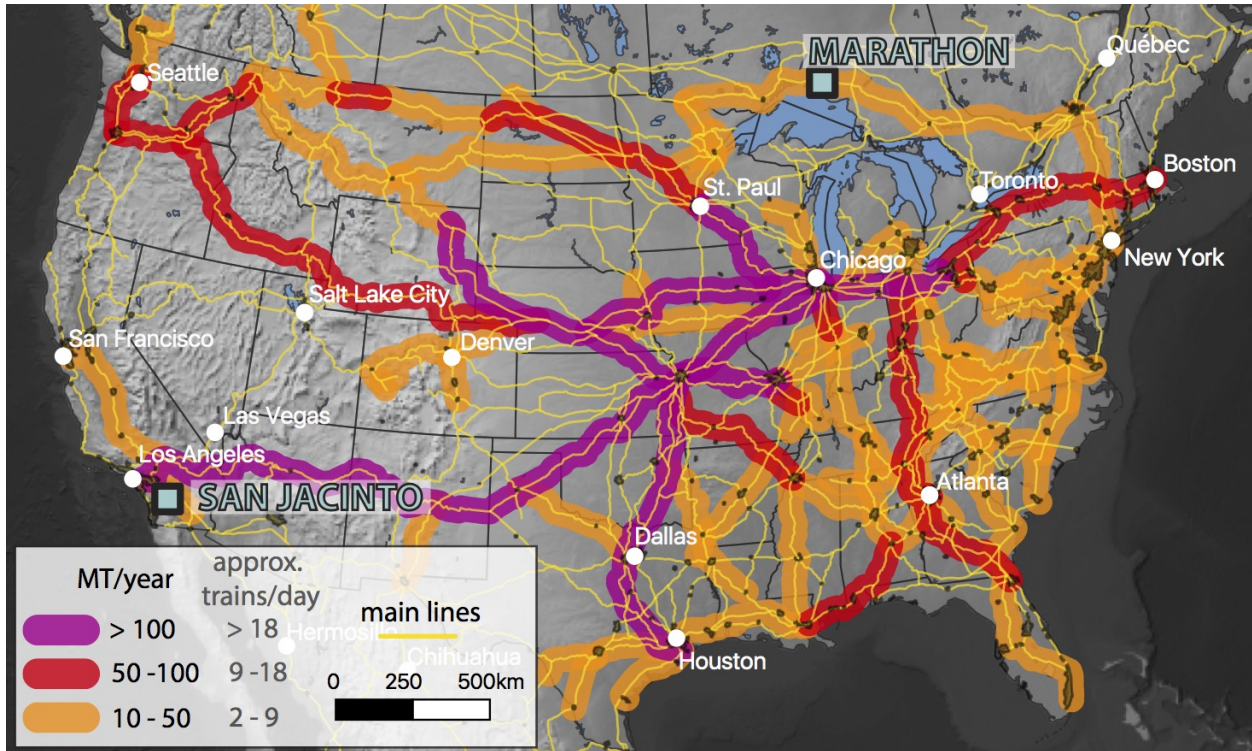 MARATHON
Québec
Seattle
Boston
Toronto
St. Paul
New York
Chicago
Salt Lake City
San Francisco
Denver
Las Vegas
Los Angeles
SAN JACINTO
Atlanta
Dallas
Houston
MT/year
approx.
trains/day
main lines
> 100
> 18
Hermosillo
50 -100
9 -18
Chihuahua
0 250 500km
10 - 50
2 - 9